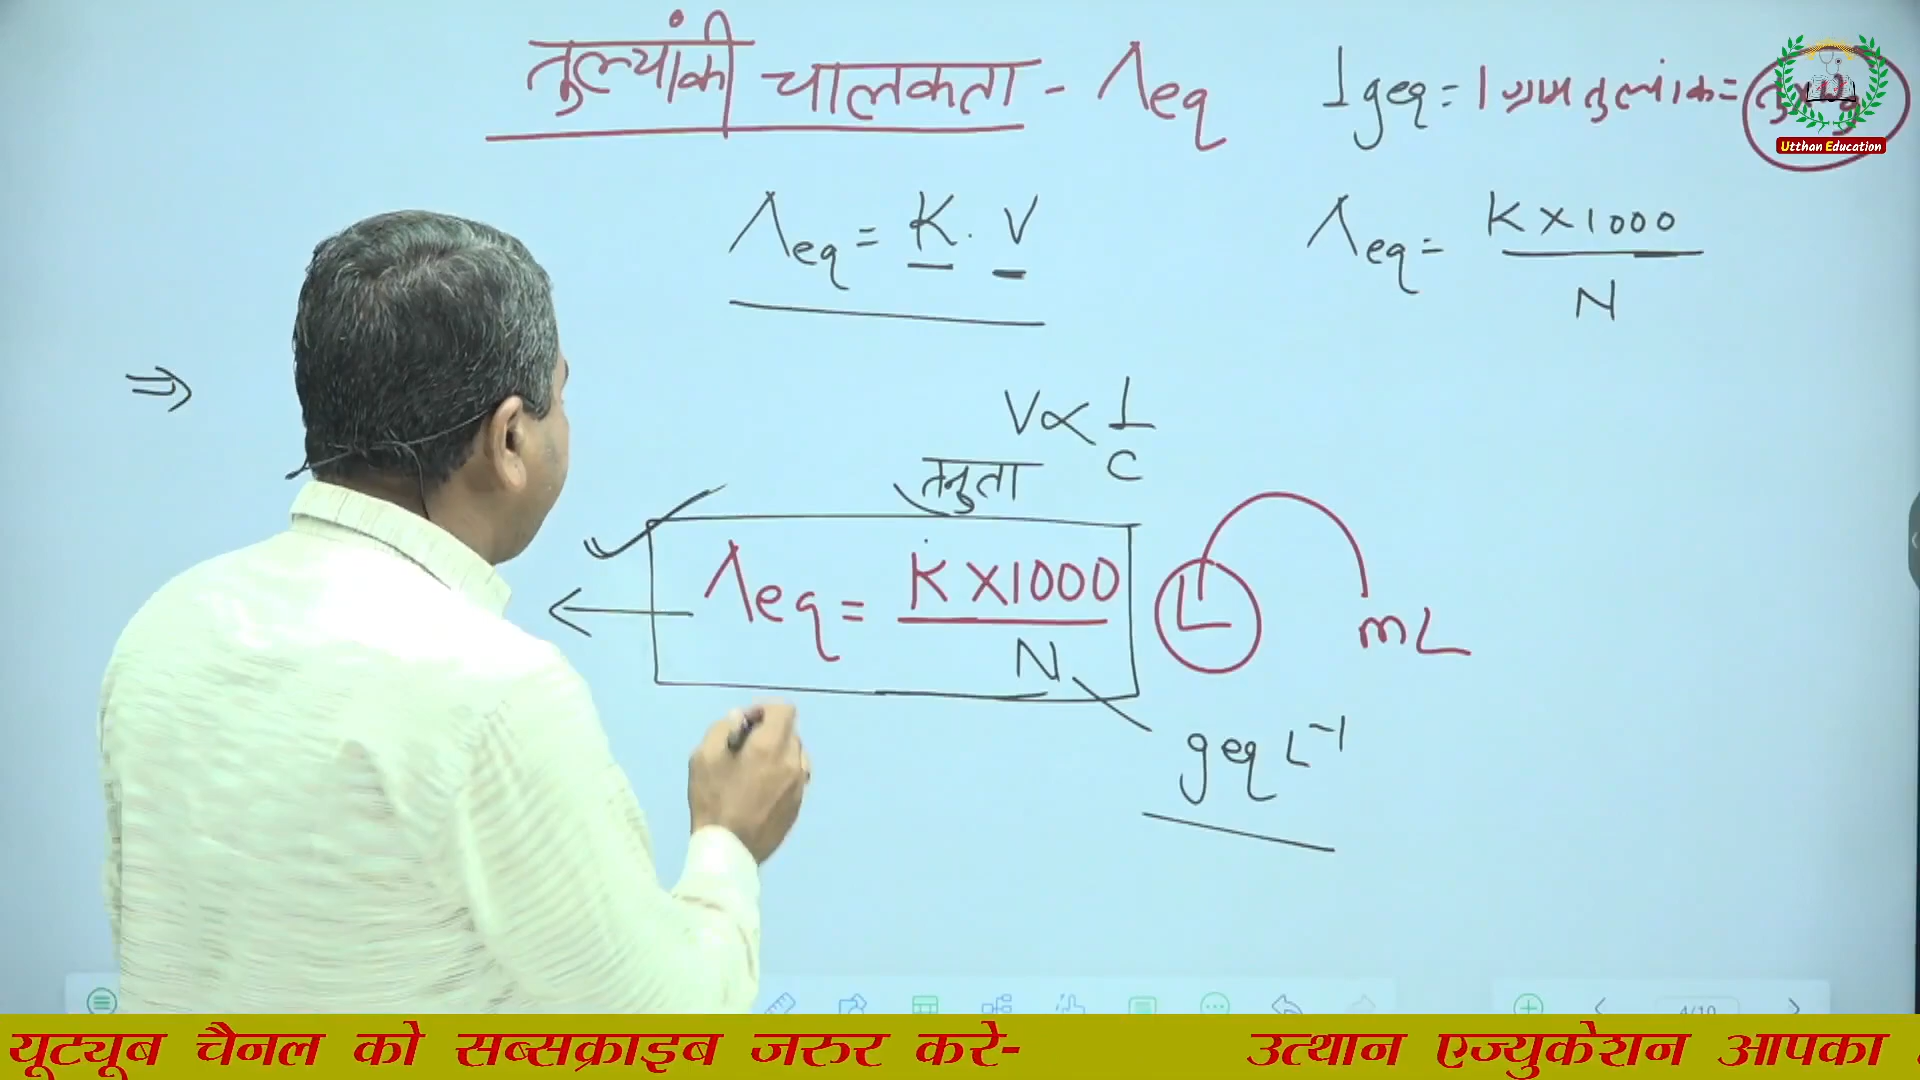 तुल्यांकी चालकता - Λeq
1geq = 1 ग्राम तुल्यांक =
Utthan Education
Λeq = K . V
Λeq = K × 1000 / N
⇒
V ∝ 1 / C
तनुता
Λeq = K × 1000 / N
L
mL
geq L⁻¹
यूट्यूब चैनल को सब्सक्राइब जरुर करे-
उत्थान एज्युकेशन आपका